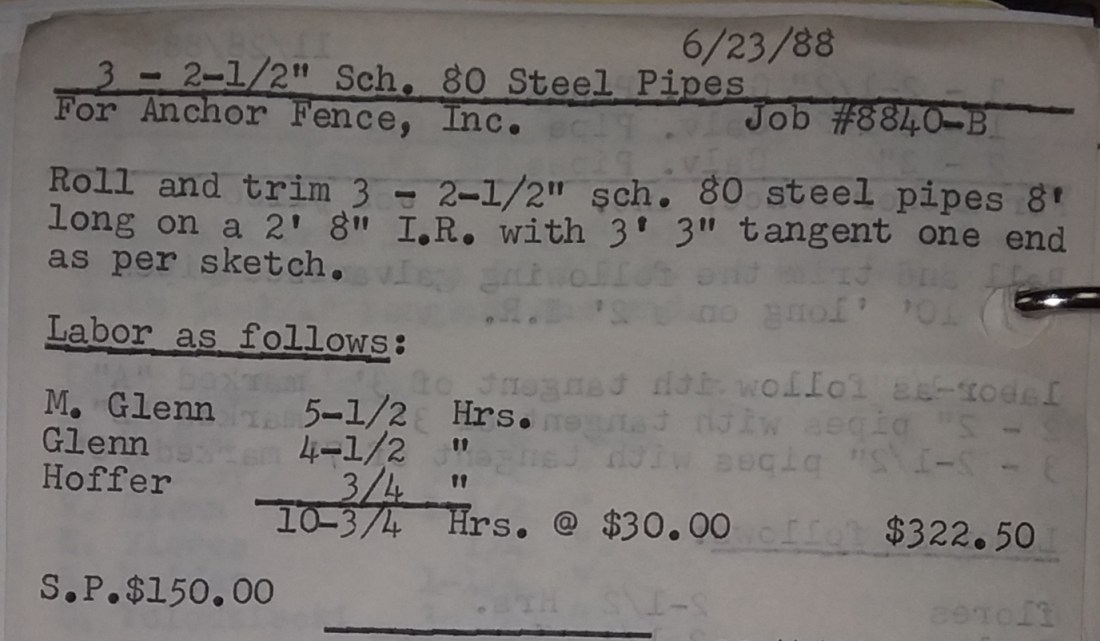 6/23/88
3 - 2-1/2" Sch. 80 Steel Pipes
For Anchor Fence, Inc. Job #8840-B
Roll and trim 3 - 2-1/2" sch. 80 steel pipes 8'
long on a 2' 8" I.R. with 3' 3" tangent one end
as per sketch.
Labor as follows:
M. Glenn 5-1/2 Hrs.
Glenn 4-1/2 "
Hoffer 3/4 "
10-3/4 Hrs. @ $30.00 $322.50
S.P.$150.00